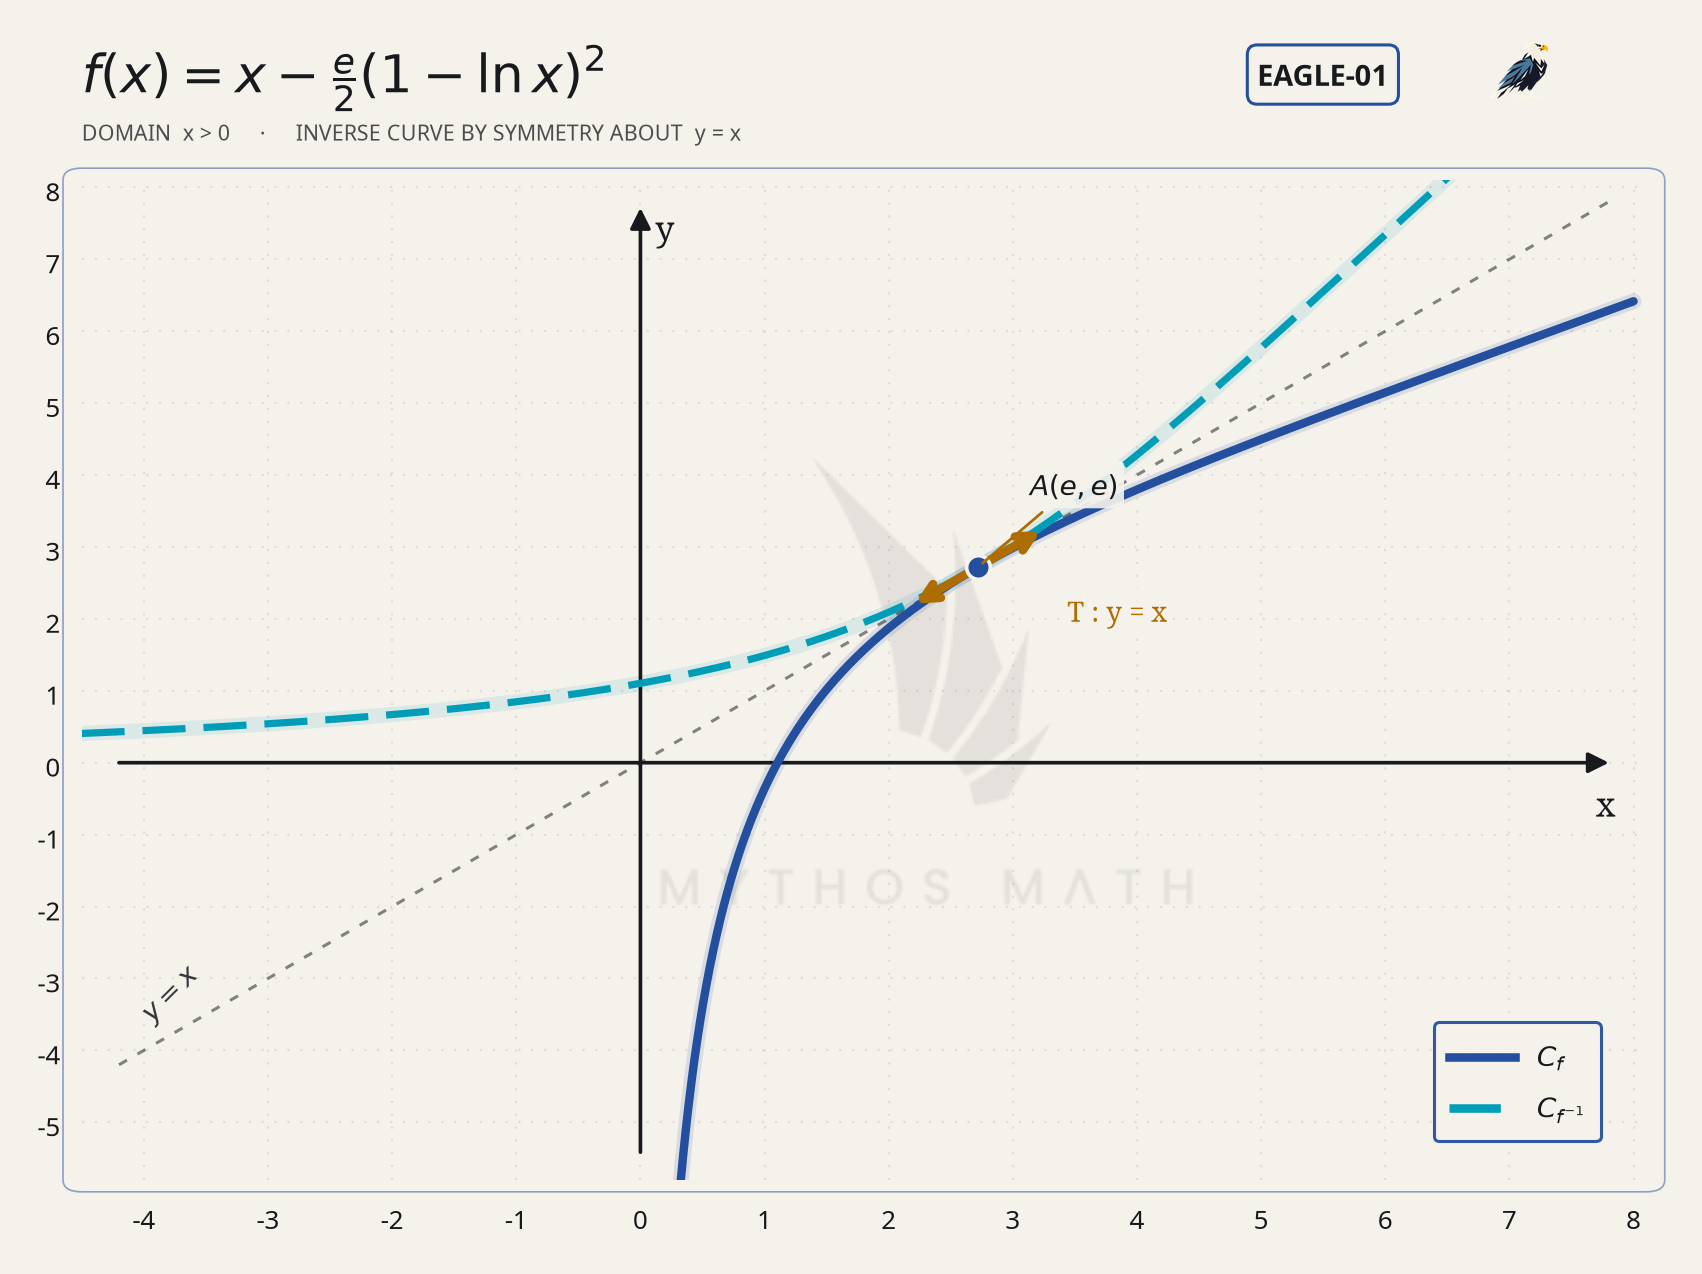 f(x) = x − e/2(1 − ln x)²
EAGLE-01
DOMAIN x > 0 · INVERSE CURVE BY SYMMETRY ABOUT y = x
8
7
6
5
4
3
2
1
0
-1
-2
-3
-4
-5
y
A(e, e)
T : y = x
x
MYTHOS MΛTH
y = x
C_f
C_f⁻¹
-4 -3 -2 -1 0 1 2 3 4 5 6 7 8